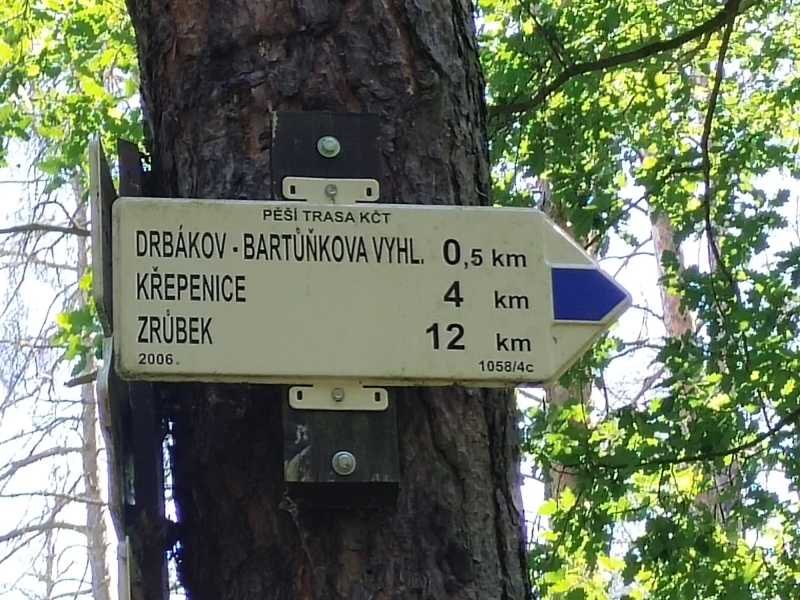 PĚŠÍ TRASA KČT
DRBÁKOV - BARTŮŇKOVA VYHL. 0,5 km
KŘEPENICE 4 km
ZRŮBEK 12 km
2006. 1058/4c